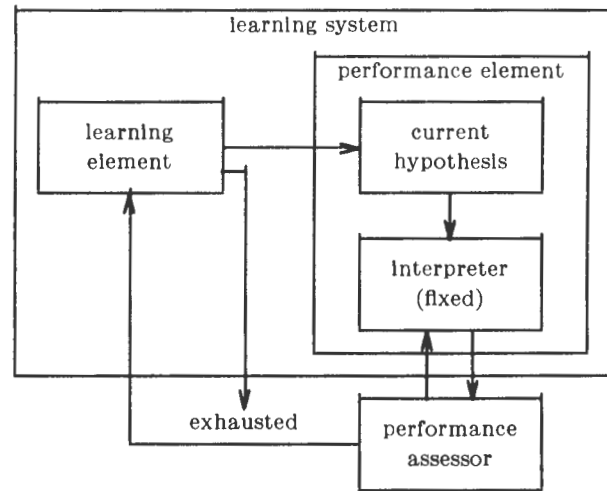 learning system
performance element
learning
element
current
hypothesis
interpreter
(fixed)
exhausted
performance
assessor